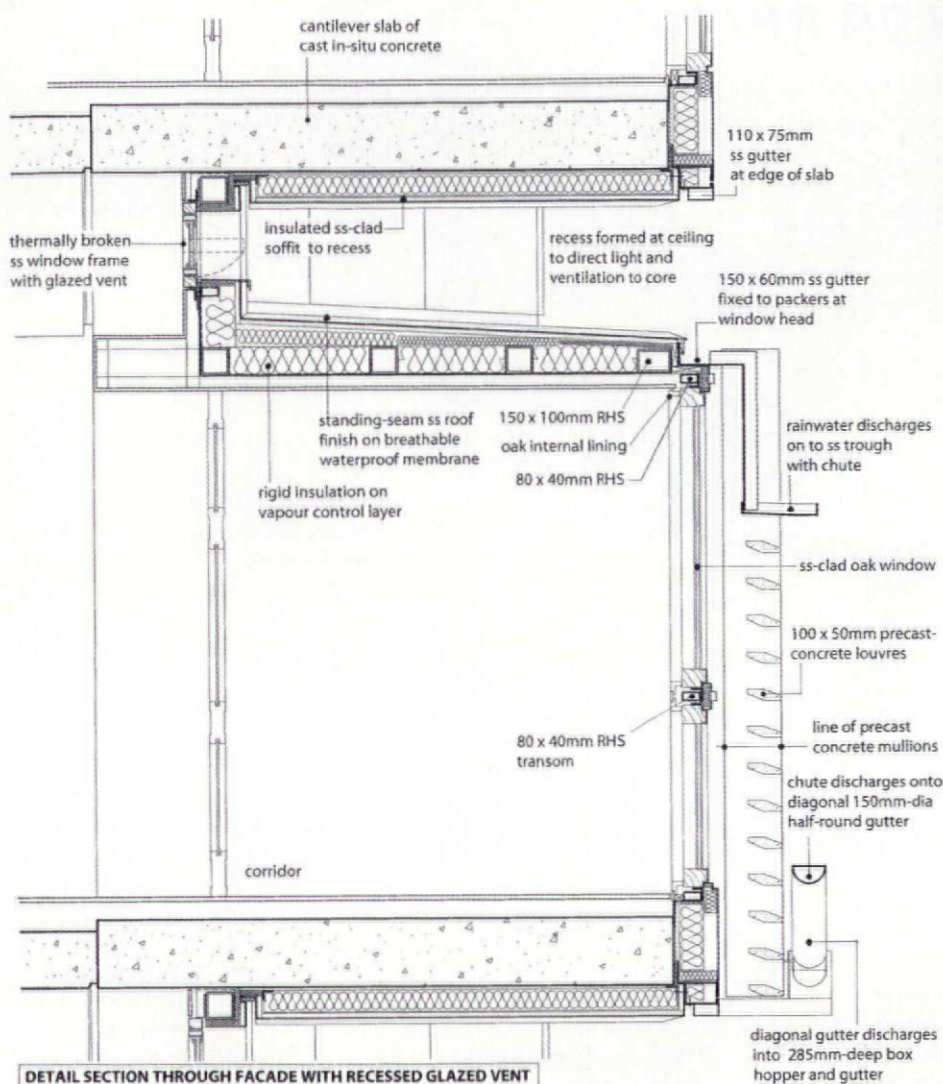 cantilever slab of
cast in-situ concrete
110 x 75mm
ss gutter
at edge of slab
thermally broken
ss window frame
with glazed vent
insulated ss-clad
soffit to recess
recess formed at ceiling
to direct light and
ventilation to core
150 x 60mm ss gutter
fixed to packers at
window head
standing-seam ss roof
finish on breathable
waterproof membrane
150 x 100mm RHS
oak internal lining
80 x 40mm RHS
rainwater discharges
on to ss trough
with chute
rigid insulation on
vapour control layer
ss-clad oak window
100 x 50mm precast-
concrete louvres
80 x 40mm RHS
transom
line of precast
concrete mullions
chute discharges onto
diagonal 150mm-dia
half-round gutter
corridor
diagonal gutter discharges
into 285mm-deep box
hopper and gutter
DETAIL SECTION THROUGH FACADE WITH RECESSED GLAZED VENT